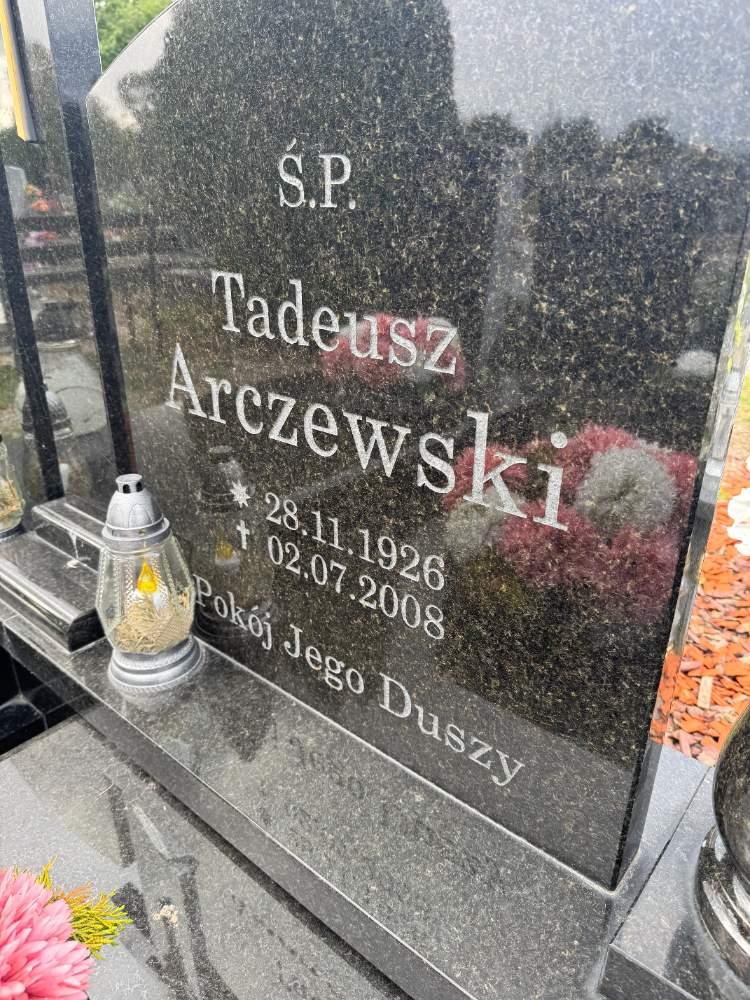 Ś.P.
Tadeusz
Arczewski
* 28.11.1926
✝ 02.07.2008
Pokój Jego Duszy